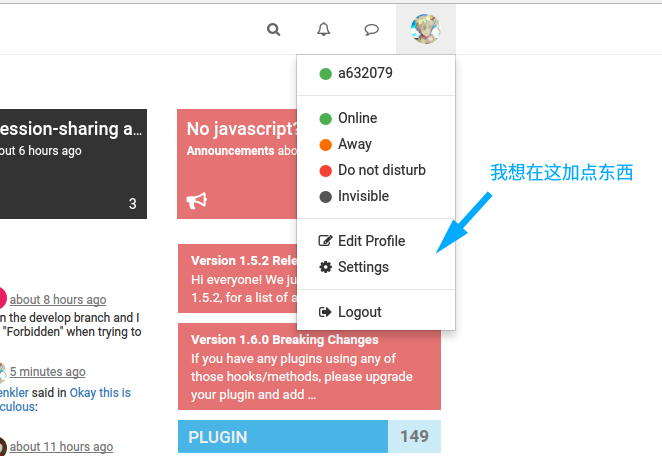 a632079
Online
Away
Do not disturb
Invisible
Edit Profile
Settings
Logout
我想在这加点东西
ession-sharing a...
out 6 hours ago
3
No javascript?
Announcements abo
about 8 hours ago
n the develop branch and I
"Forbidden" when trying to
5 minutes ago
enkler said in Okay this is
culous:
about 11 hours ago
Version 1.5.2 Rele
Hi everyone! We ju
1.5.2, for a list of a
Version 1.6.0 Breaking Changes
If you have any plugins using any of
those hooks/methods, please upgrade
your plugin and add ...
PLUGIN
149